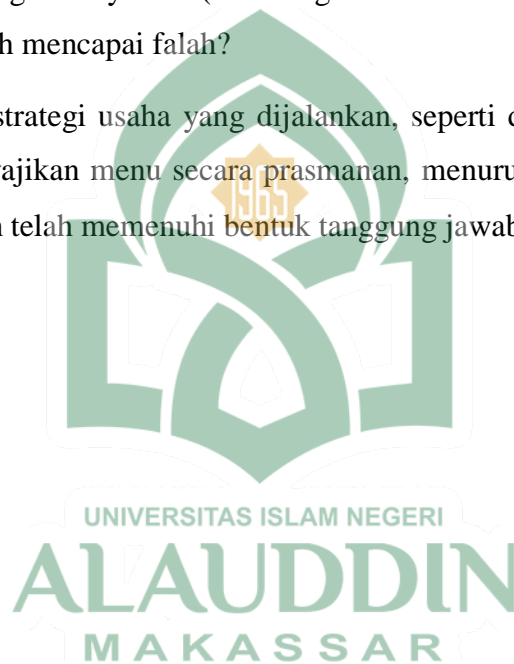 h mencapai falah?
strategi usaha yang dijalankan, seperti
ajikan menu secara prasmanan,
telah memenuhi bentuk tanggung jawab
1965
UNIVERSITAS ISLAM NEGERI
ALAUDDIN
MAKASSAR